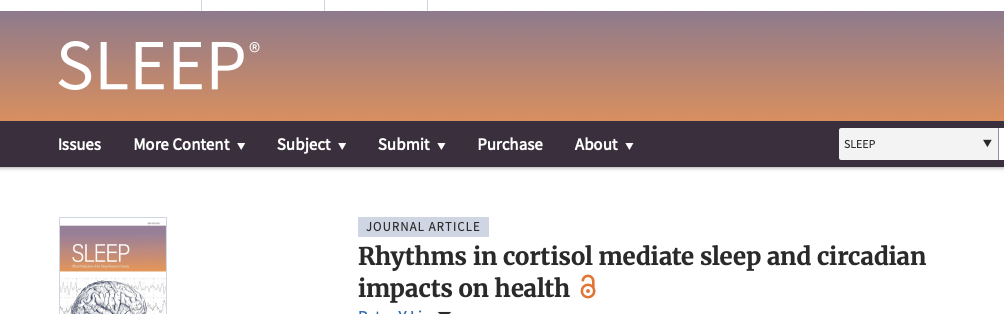 SLEEP®
Issues More Content ▼ Subject ▼ Submit ▼ Purchase About ▼ SLEEP ▼
SLEEP
JOURNAL ARTICLE
Rhythms in cortisol mediate sleep and circadian
impacts on health